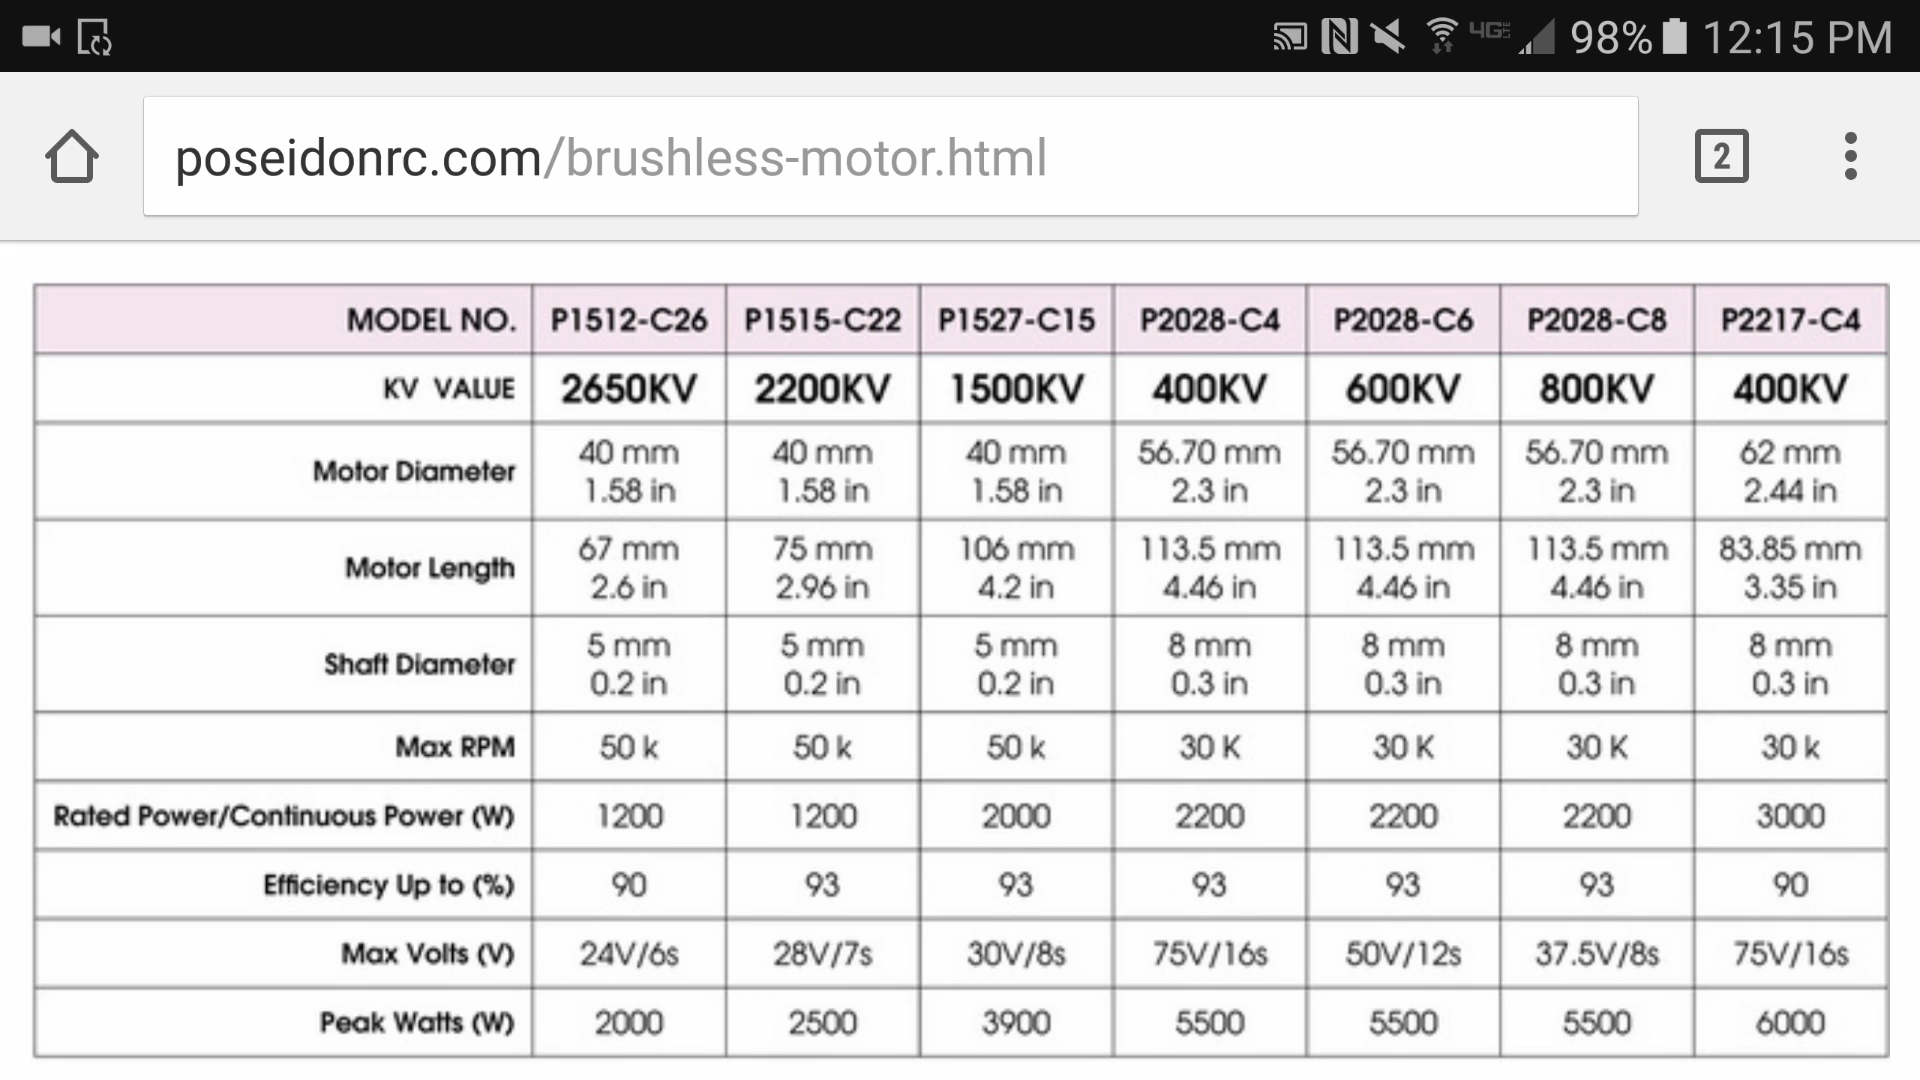 4GLTE 98% 12:15 PM
poseidonrc.com/brushless-motor.html 2
MODEL NO. P1512-C26 P1515-C22 P1527-C15 P2028-C4 P2028-C6 P2028-C8 P2217-C4
KV VALUE 2650KV 2200KV 1500KV 400KV 600KV 800KV 400KV
Motor Diameter 40 mm 40 mm 40 mm 56.70 mm 56.70 mm 56.70 mm 62 mm
1.58 in 1.58 in 1.58 in 2.3 in 2.3 in 2.3 in 2.44 in
Motor Length 67 mm 75 mm 106 mm 113.5 mm 113.5 mm 113.5 mm 83.85 mm
2.6 in 2.96 in 4.2 in 4.46 in 4.46 in 4.46 in 3.35 in
Shaft Diameter 5 mm 5 mm 5 mm 8 mm 8 mm 8 mm 8 mm
0.2 in 0.2 in 0.2 in 0.3 in 0.3 in 0.3 in 0.3 in
Max RPM 50 k 50 k 50 k 30 K 30 K 30 K 30 k
Rated Power/Continuous Power (W) 1200 1200 2000 2200 2200 2200 3000
Efficiency Up to (%) 90 93 93 93 93 93 90
Max Volts (V) 24V/6s 28V/7s 30V/8s 75V/16s 50V/12s 37.5V/8s 75V/16s
Peak Watts (W) 2000 2500 3900 5500 5500 5500 6000